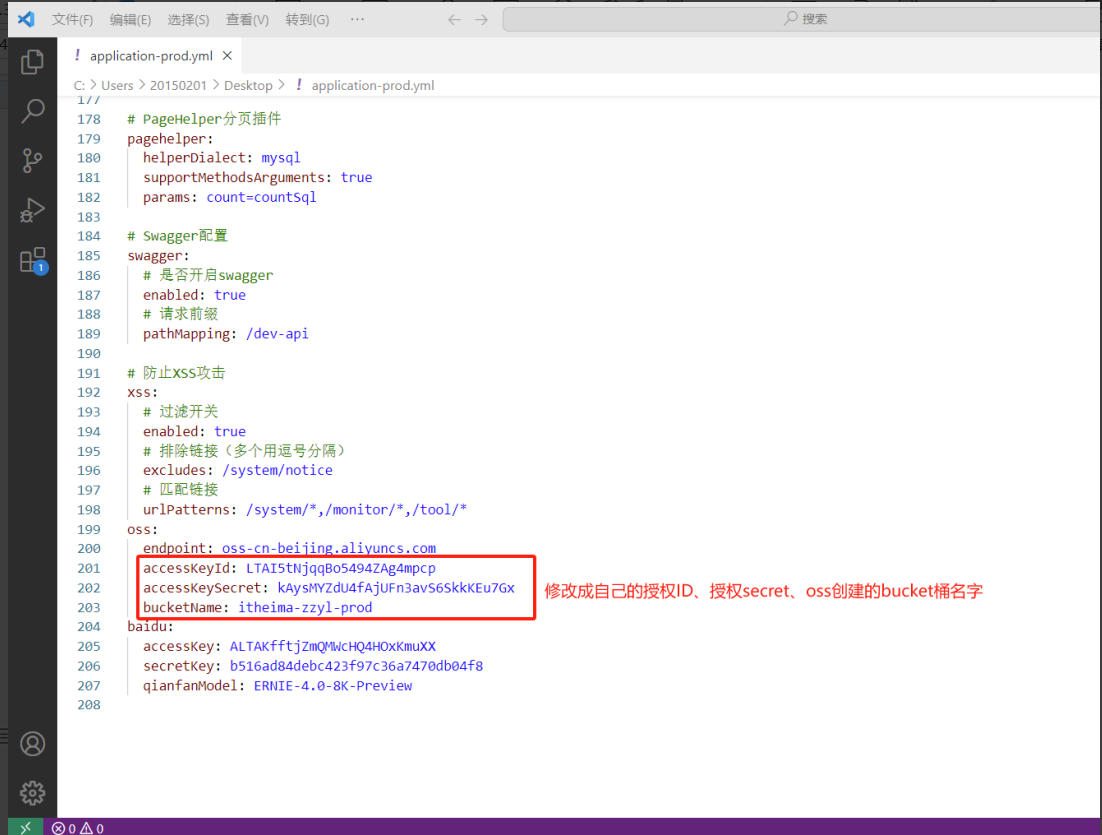 文件(F) 编辑(E) 选择(S) 查看(V) 转到(G) ··· 搜索
! application-prod.yml ×
C: > Users > 20150201 > Desktop > ! application-prod.yml
177
178 # PageHelper分页插件
179 pagehelper:
180   helperDialect: mysql
181   supportMethodsArguments: true
182   params: count=countSql
183
184 # Swagger配置
185 swagger:
186   # 是否开启swagger
187   enabled: true
188   # 请求前缀
189   pathMapping: /dev-api
190
191 # 防止XSS攻击
192 xss:
193   # 过滤开关
194   enabled: true
195   # 排除链接（多个用逗号分隔）
196   excludes: /system/notice
197   # 匹配链接
198   urlPatterns: /system/*,/monitor/*,/tool/*
199 oss:
200   endpoint: oss-cn-beijing.aliyuncs.com
201   accessKeyId: LTAI5tNjqqBo5494ZAg4mpcp
202   accessKeySecret: kAysMYZdU4fAjUFn3avS6SkkKEu7Gx
修改成自己的授权ID、授权secret、oss创建的bucket桶名字
203   bucketName: itheima-zzyl-prod
204 baidu:
205   accessKey: ALTAKfftjZmQMWcHQ4HOxKmuXX
206   secretKey: b516ad84debc423f97c36a7470db04f8
207   qianfanModel: ERNIE-4.0-8K-Preview
208
1
0 0